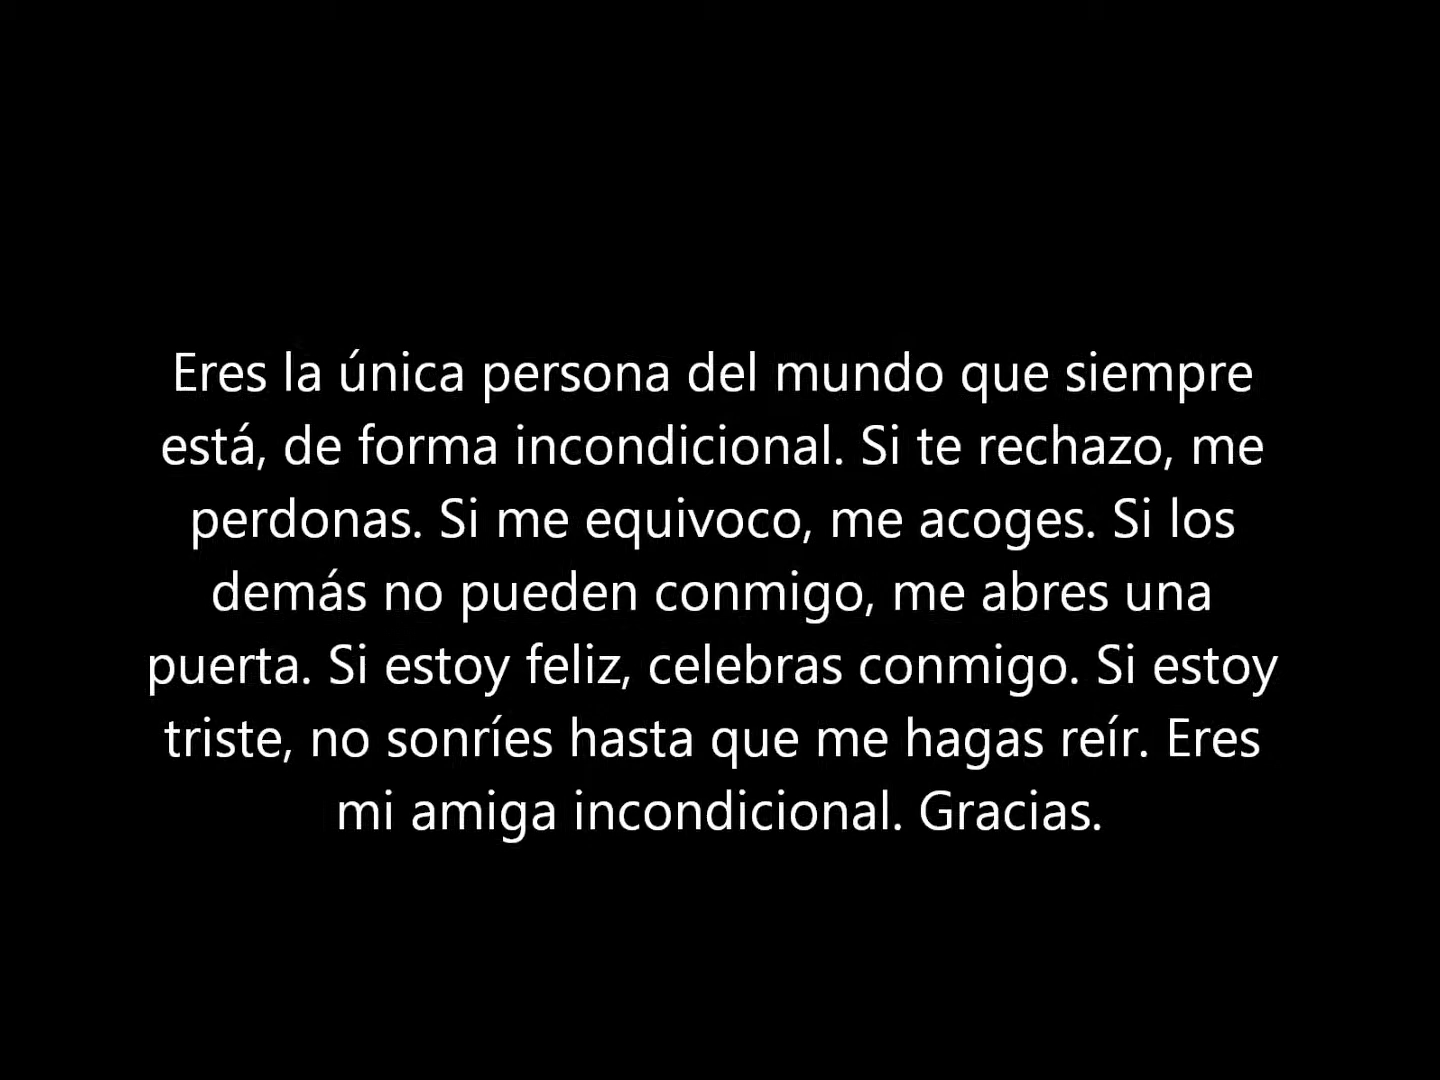 Eres la única persona del mundo que siempre
está, de forma incondicional. Si te rechazo, me
perdonas. Si me equivoco, me acoges. Si los
demás no pueden conmigo, me abres una
puerta. Si estoy feliz, celebras conmigo. Si estoy
triste, no sonríes hasta que me hagas reír. Eres
mi amiga incondicional. Gracias.